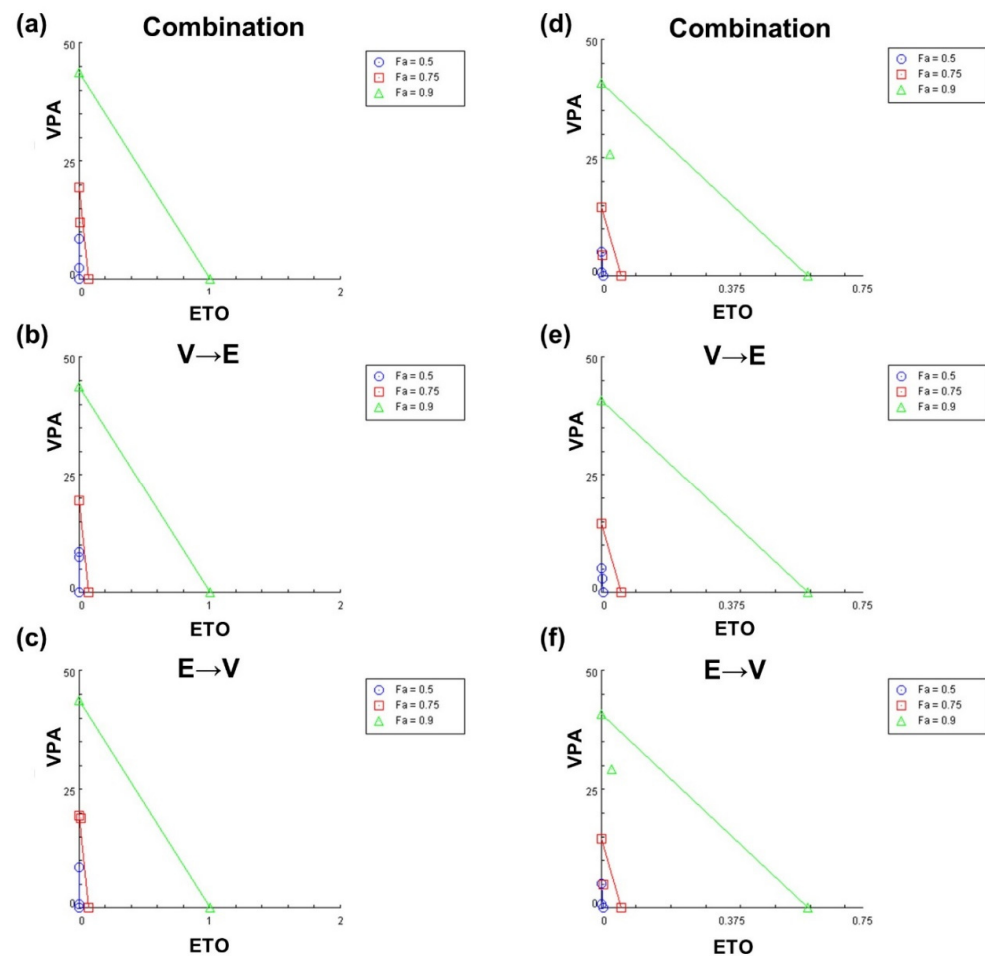 (a) Combination
50
Fa = 0.5
Fa = 0.75
Fa = 0.9
VPA
25
0
0 1 2
ETO
(b) V→E
50
Fa = 0.5
Fa = 0.75
Fa = 0.9
VPA
25
0
0 1 2
ETO
(c) E→V
50
Fa = 0.5
Fa = 0.75
Fa = 0.9
VPA
25
0
0 1 2
ETO
(d) Combination
50
Fa = 0.5
Fa = 0.75
Fa = 0.9
VPA
25
0
0 0.375 0.75
ETO
(e) V→E
50
Fa = 0.5
Fa = 0.75
Fa = 0.9
VPA
25
0
0 0.375 0.75
ETO
(f) E→V
50
Fa = 0.5
Fa = 0.75
Fa = 0.9
VPA
25
0
0 0.375 0.75
ETO